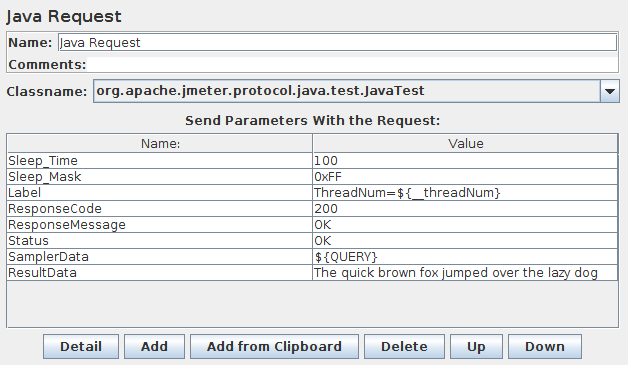 Java Request
Name: Java Request
Comments:
Classname: org.apache.jmeter.protocol.java.test.JavaTest
Send Parameters With the Request:
Name: Value
Sleep_Time 100
Sleep_Mask 0xFF
Label ThreadNum=${__threadNum}
ResponseCode 200
ResponseMessage OK
Status OK
SamplerData ${QUERY}
ResultData The quick brown fox jumped over the lazy dog
Detail Add Add from Clipboard Delete Up Down